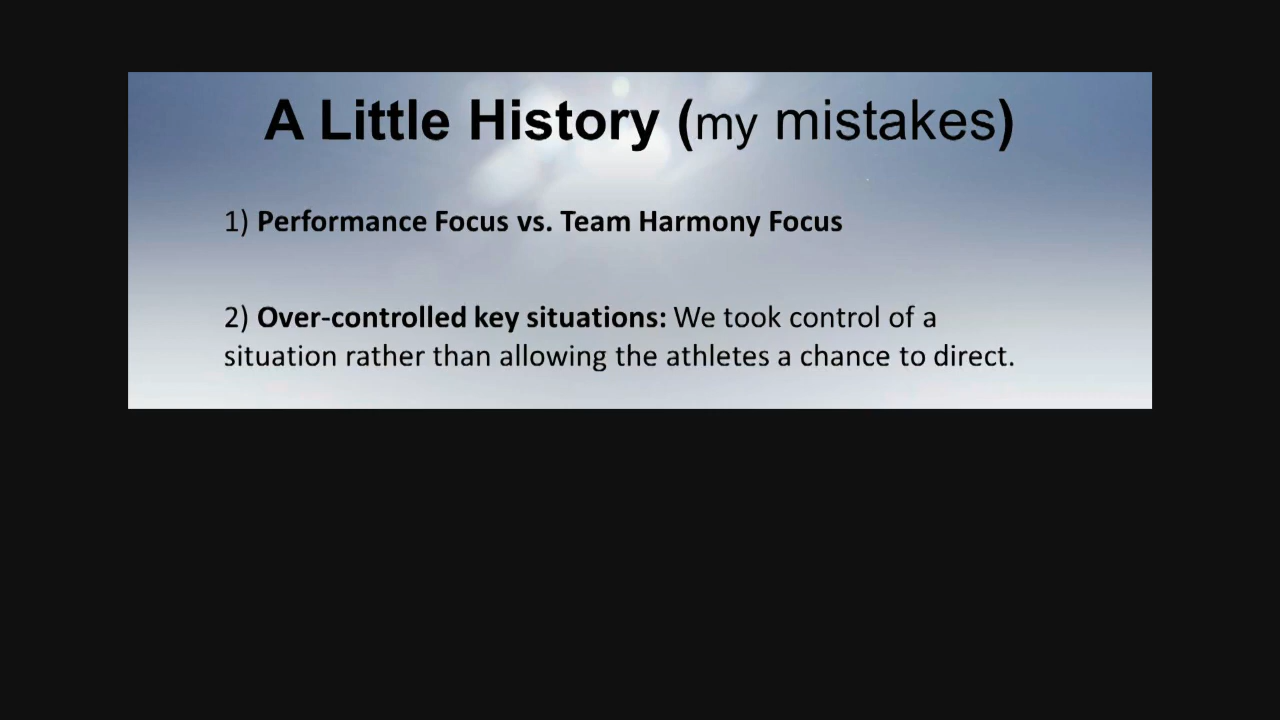 A Little History (my mistakes)
1) Performance Focus vs. Team Harmony Focus
2) Over-controlled key situations: We took control of a
situation rather than allowing the athletes a chance to direct.